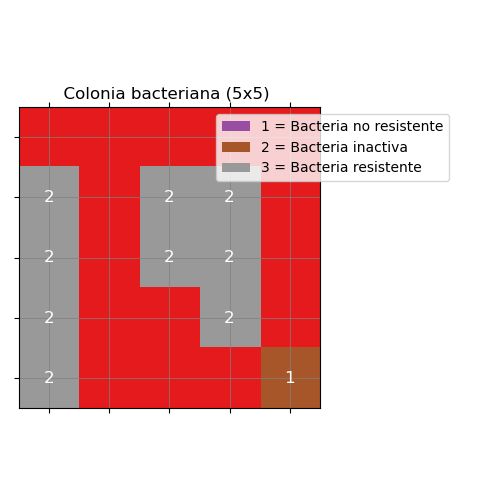 Colonia bacteriana (5x5)
1 = Bacteria no resistente
2 = Bacteria inactiva
3 = Bacteria resistente
2 2 2
2 2 2
2 2
2 1